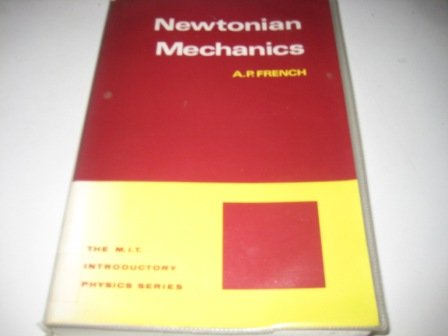 Newtonian
Mechanics
A.P. FRENCH
THE M.I.T.
INTRODUCTORY
PHYSICS SERIES